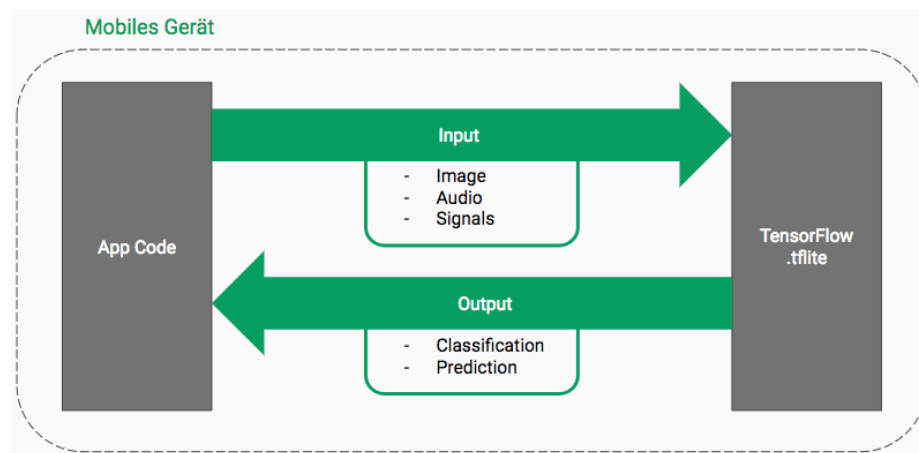 Mobiles Gerät
Input
- Image
- Audio
- Signals
App Code
TensorFlow
.tflite
Output
- Classification
- Prediction